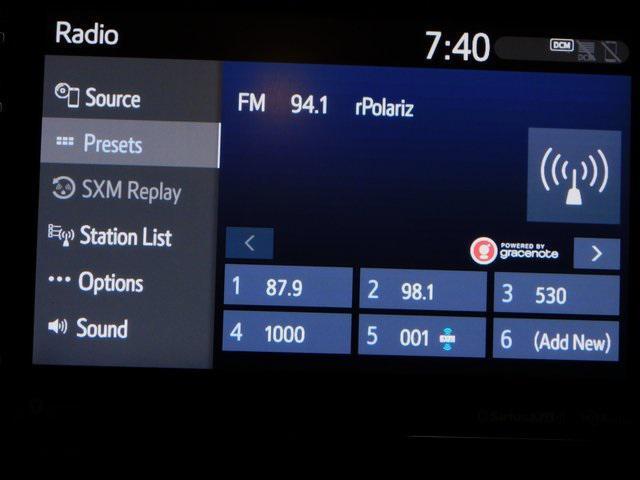 Radio
7:40
DCM
Source
FM 94.1 rPolariz
Presets
SXM Replay
Station List
POWERED BY
gracenote
Options
1 87.9
2 98.1
3 530
Sound
4 1000
5 001
6 (Add New)